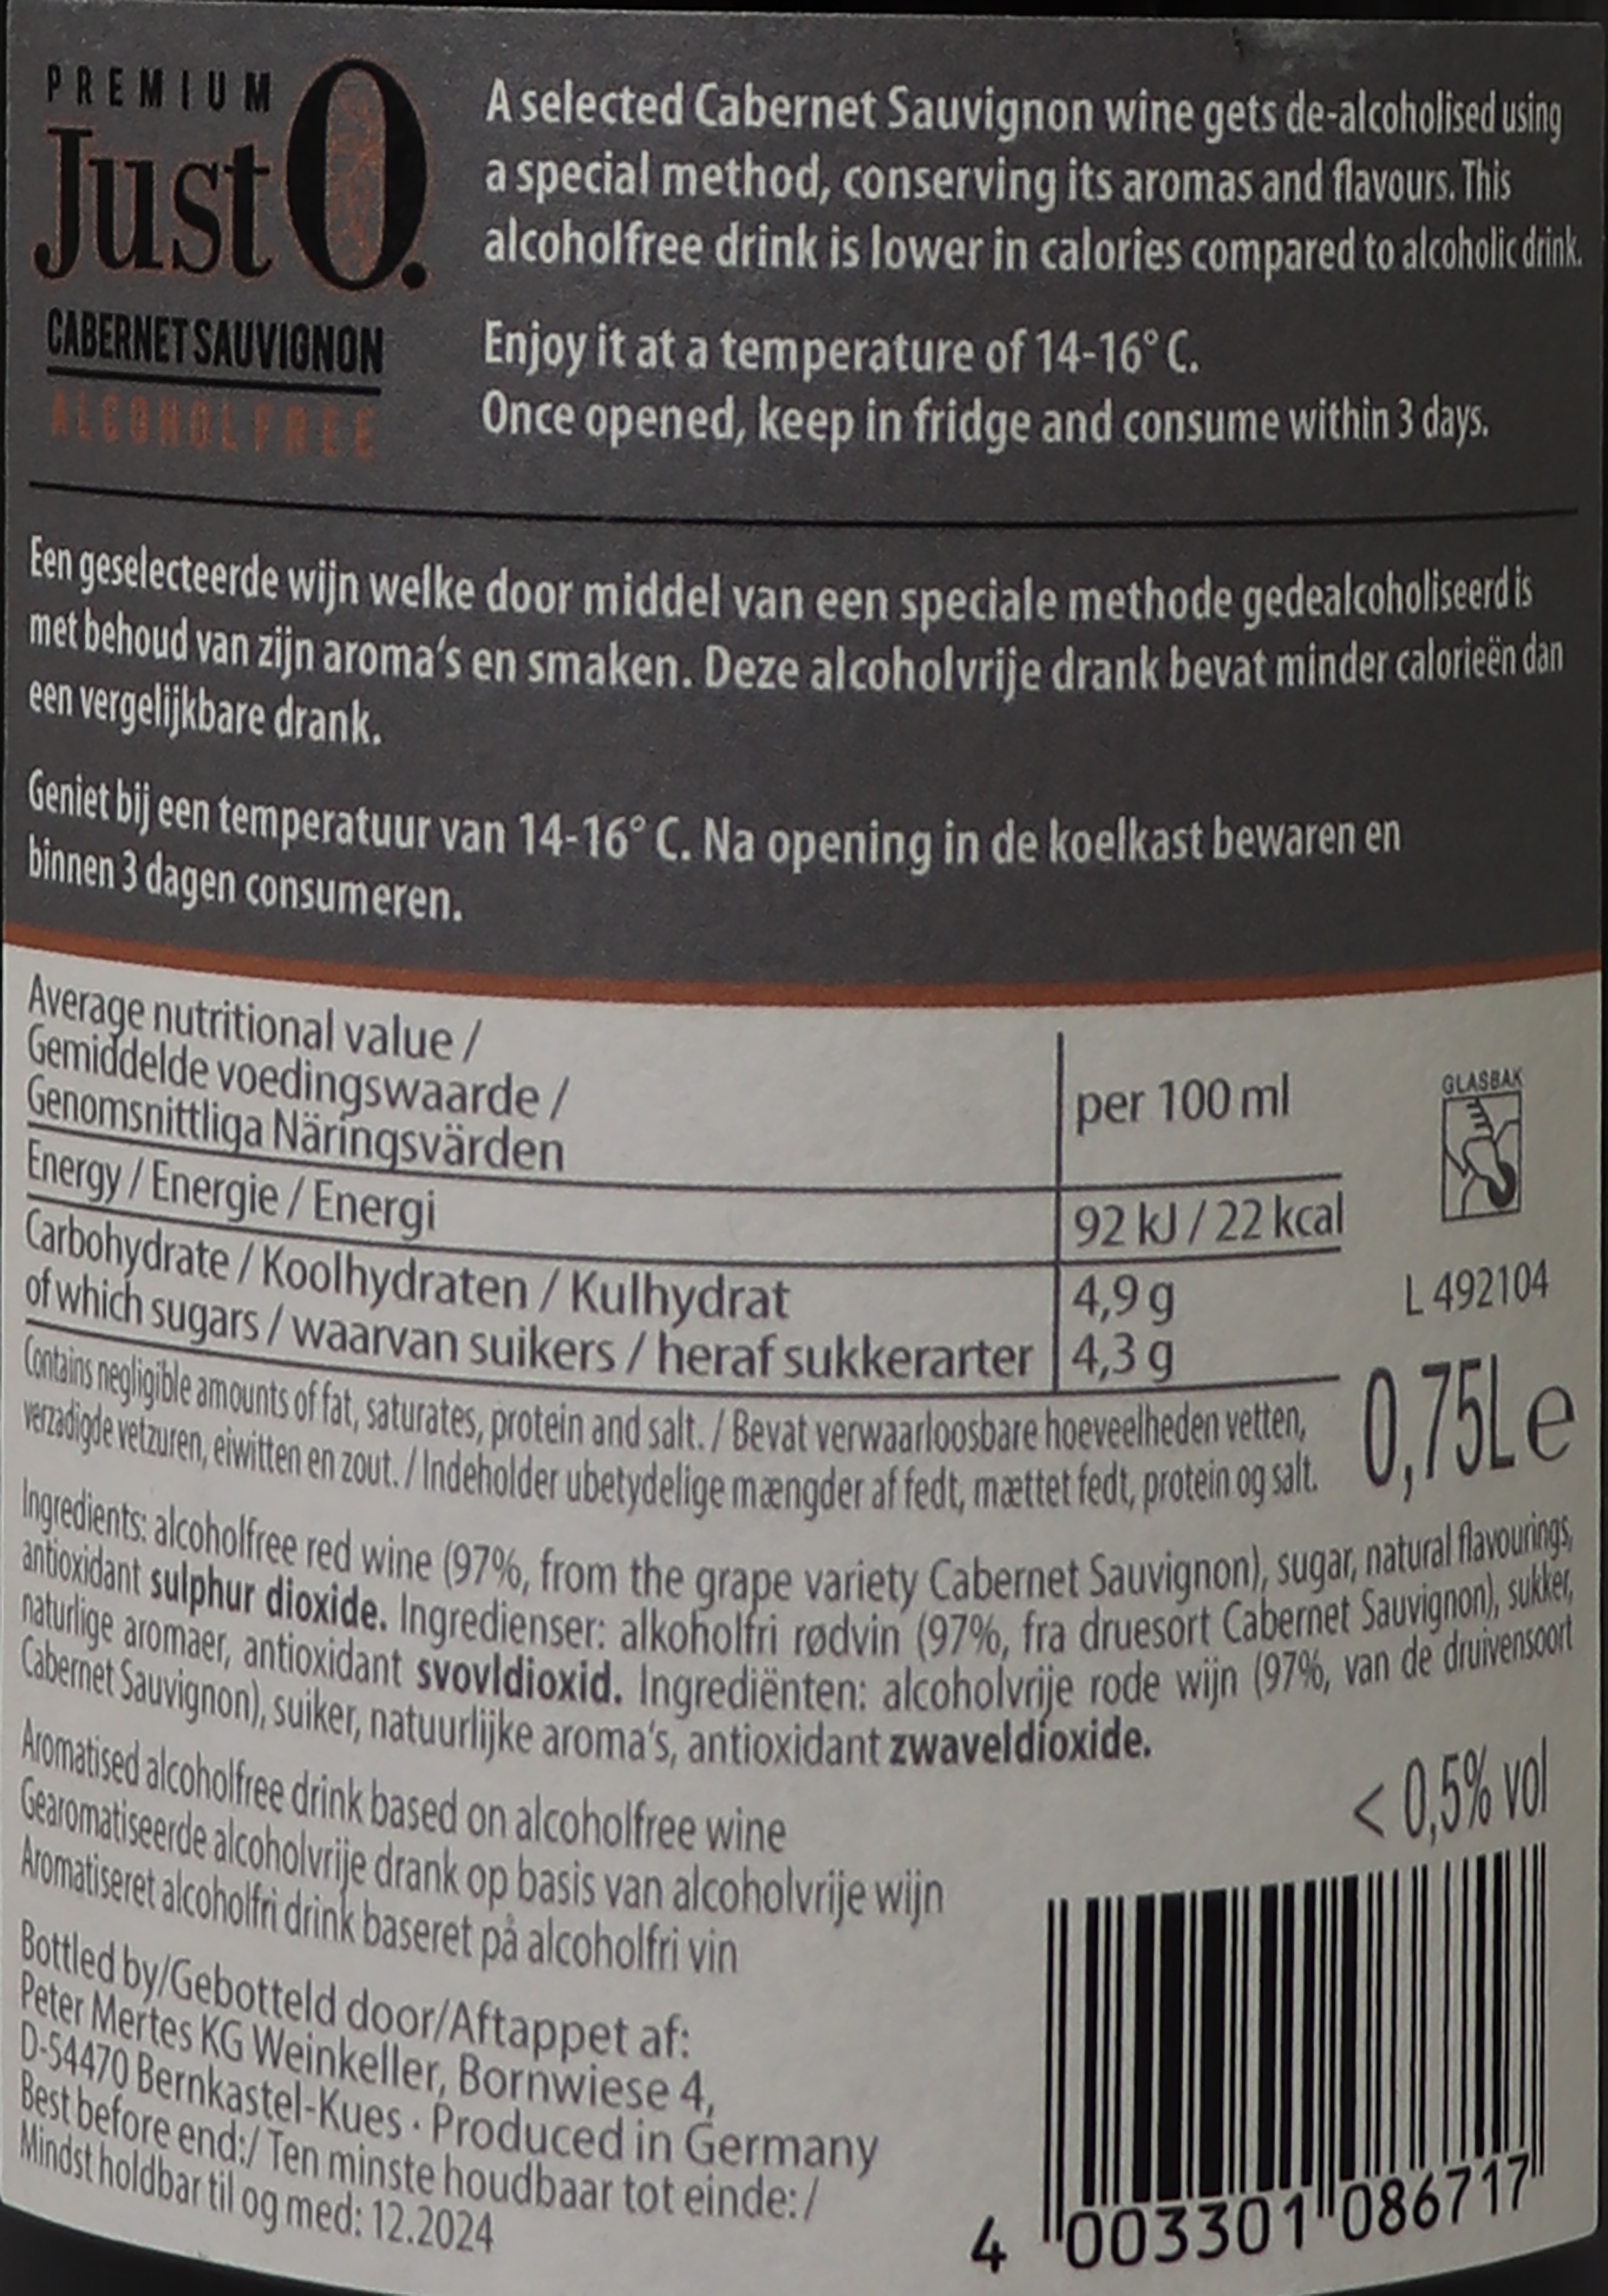 PREMIUM
Just 0.
CABERNET SAUVIGNON
ALCOHOLFREE
A selected Cabernet Sauvignon wine gets de-alcoholised using
a special method, conserving its aromas and flavours. This
alcoholfree drink is lower in calories compared to alcoholic drink.
Enjoy it at a temperature of 14-16° C.
Once opened, keep in fridge and consume within 3 days.
Een geselecteerde wijn welke door middel van een speciale methode gedealcoholiseerd is
met behoud van zijn aroma's en smaken. Deze alcoholvrije drank bevat minder calorieën dan
een vergelijkbare drank.
Geniet bij een temperatuur van 14-16° C. Na opening in de koelkast bewaren en
binnen 3 dagen consumeren.
Average nutritional value /
Gemiddelde voedingswaarde /
Genomsnittliga Näringsvärden
per 100 ml
Energy / Energie / Energi
92 kJ / 22 kcal
Carbohydrate / Koolhydraten / Kulhydrat
4,9 g
of which sugars / waarvan suikers / heraf sukkerarter
4,3 g
GLASBAK
L 492104
Contains negligible amounts of fat, saturates, protein and salt. / Bevat verwaarloosbare hoeveelheden vetten,
verzadigde vetzuren, eiwitten en zout. / Indeholder ubetydelige mængder af fedt, mættet fedt, protein og salt.
0,75L e
Ingredients: alcoholfree red wine (97%, from the grape variety Cabernet Sauvignon), sugar, natural flavourings,
antioxidant sulphur dioxide. Ingredienser: alkoholfri rødvin (97%, fra druesort Cabernet Sauvignon), sukker,
naturlige aromaer, antioxidant svovldioxid. Ingrediënten: alcoholvrije rode wijn (97%, van de druivensoort
Cabernet Sauvignon), suiker, natuurlijke aroma's, antioxidant zwaveldioxide.
Aromatised alcoholfree drink based on alcoholfree wine
Gearomatiseerde alcoholvrije drank op basis van alcoholvrije wijn
Aromatiseret alcoholfri drink baseret på alcoholfri vin
< 0,5% vol
Bottled by/Gebotteld door/Aftappet af:
Peter Mertes KG Weinkeller, Bornwiese 4,
D-54470 Bernkastel-Kues · Produced in Germany
Best before end:/ Ten minste houdbaar tot einde: /
Mindst holdbar til og med: 12.2024
4 003301 086717